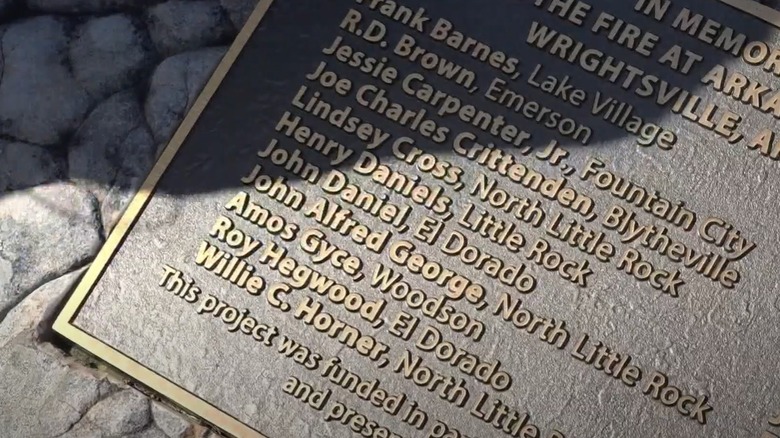 IN MEMOR
THE FIRE AT ARKA
WRIGHTSVILLE, A
Frank Barnes, Lake Village
R.D. Brown, Emerson
Jessie Carpenter, Jr., Fountain City
Joe Charles Crittenden, Blytheville
Lindsey Cross, North Little Rock
Henry Daniels, Little Rock
John Daniel, El Dorado
John Alfred George, North Little Rock
Amos Gyce, Woodson
Roy Hegwood, El Dorado
Willie C. Horner, North Little
This project was funded in par
and prese